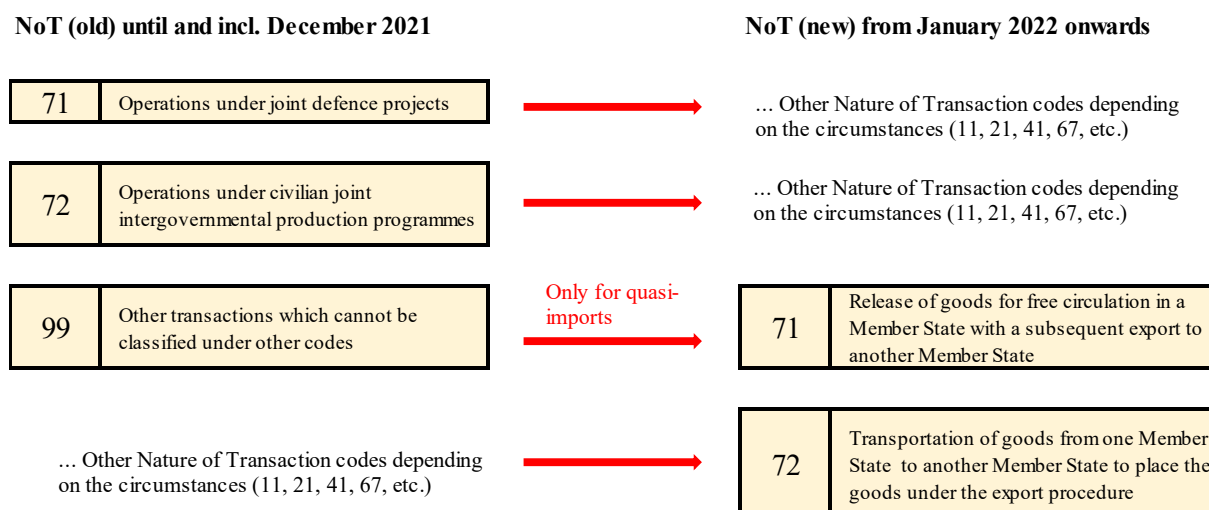 NoT (old) until and incl. December 2021
NoT (new) from January 2022 onwards
71
Operations under joint defence projects
... Other Nature of Transaction codes depending
on the circumstances (11, 21, 41, 67, etc.)
72
Operations under civilian joint
intergovernmental production programmes
... Other Nature of Transaction codes depending
on the circumstances (11, 21, 41, 67, etc.)
99
Other transactions which cannot be
classified under other codes
Only for quasi-
imports
71
Release of goods for free circulation in a
Member State with a subsequent export to
another Member State
... Other Nature of Transaction codes depending
on the circumstances (11, 21, 41, 67, etc.)
72
Transportation of goods from one Member
State to another Member State to place the
goods under the export procedure